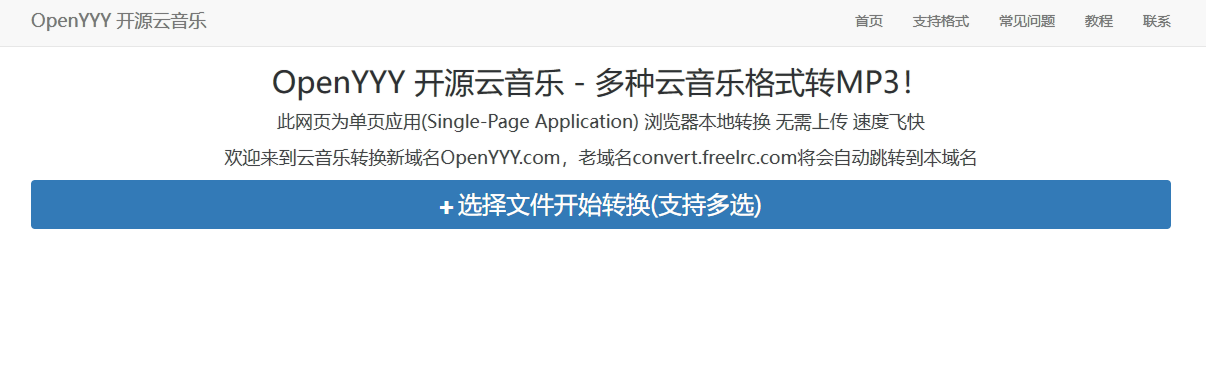 OpenYYY 开源云音乐 首页 支持格式 常见问题 教程 联系
OpenYYY 开源云音乐 - 多种云音乐格式转MP3!
此网页为单页应用(Single-Page Application) 浏览器本地转换 无需上传 速度飞快
欢迎来到云音乐转换新域名OpenYYY.com，老域名convert.freelrc.com将会自动跳转到本域名
+选择文件开始转换(支持多选)